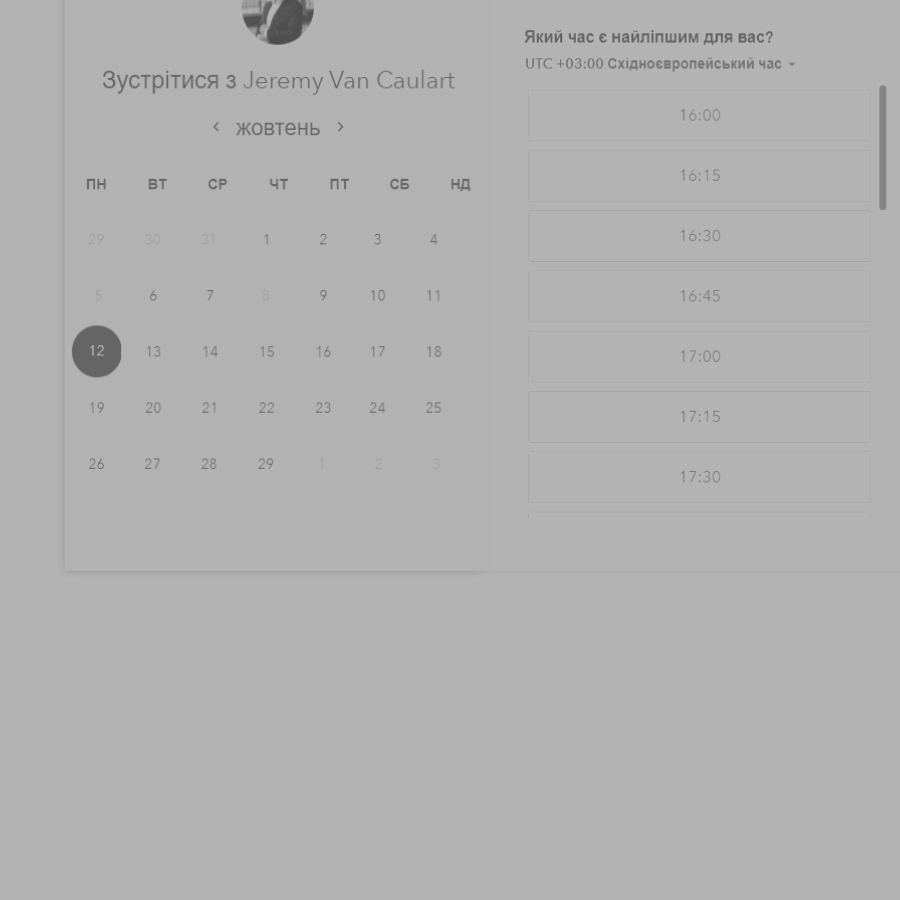 Зустрітися з Jeremy Van Caulart
жовтень
ПН ВТ СР ЧТ ПТ СБ НД
29 30 31 1 2 3 4
5 6 7 8 9 10 11
12 13 14 15 16 17 18
19 20 21 22 23 24 25
26 27 28 29 1 2 3
Який час є найліпшим для вас?
UTC +03:00 Східноєвропейський час
16:00
16:15
16:30
16:45
17:00
17:15
17:30